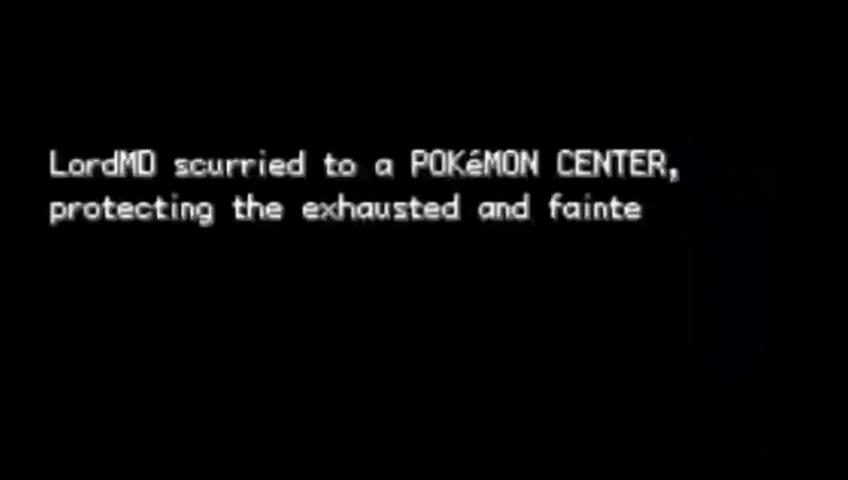 LordMD scurried to a POKéMON CENTER,
protecting the exhausted and fainte